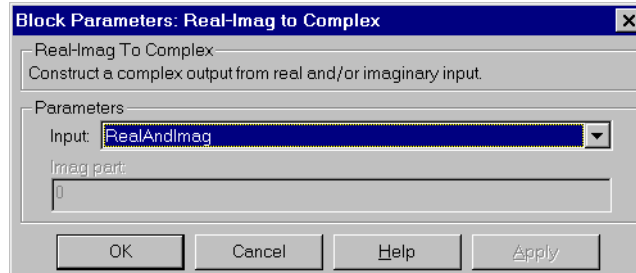 Block Parameters: Real-Imag to Complex
Real-Imag To Complex
Construct a complex output from real and/or imaginary input.
Parameters
Input: RealAndImag
Imag part:
0
OK Cancel Help Apply